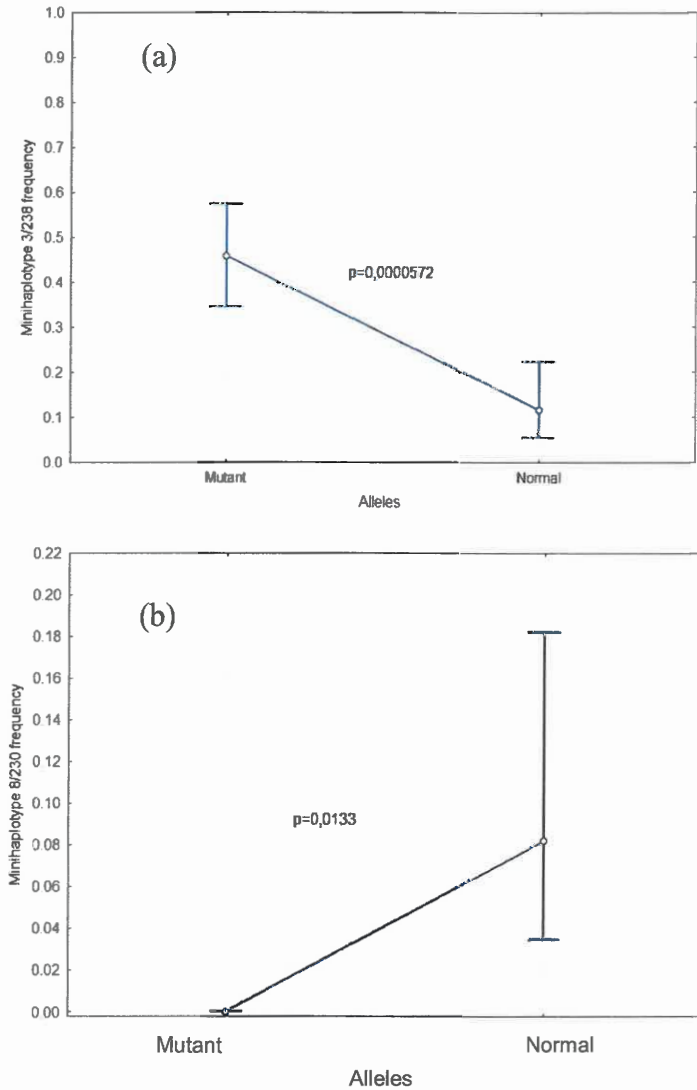 1.0
(a)
0.9
0.8
0.7
0.6
0.5
0.4
0.3
0.2
0.1
0.0
Minihaplotype 3/238 frequency
p=0,0000572
Mutant
Normal
Alleles
0.22
0.20
(b)
0.18
0.16
0.14
0.12
0.10
0.08
0.06
0.04
0.02
0.00
Minihaplotype 8/230 frequency
p=0,0133
Mutant
Normal
Alleles